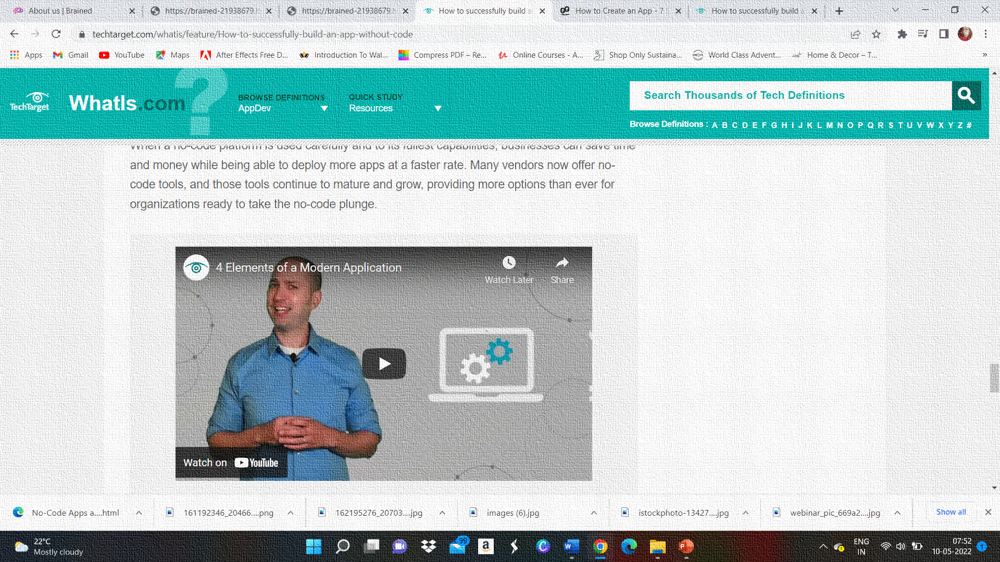 About us | Brained
https://brained-21938679.h
https://brained-21938679.h
How to successfully build a
How to Create an App - 7 S
How to successfully build a
techtarget.com/whatis/feature/How-to-successfully-build-an-app-without-code
Apps
Gmail
YouTube
Maps
After Effects Free D...
Introduction To Wal...
Compress PDF – Re...
Online Courses - A...
Shop Only Sustaina...
World Class Advent...
Home & Decor – T...
»
TechTarget
WhatIs.com
?
BROWSE DEFINITIONS
AppDev
QUICK STUDY
Resources
Search Thousands of Tech Definitions
Browse Definitions : A B C D E F G H I J K L M N O P Q R S T U V W X Y Z #
When a no-code platform is used carefully and to its fullest capabilities, businesses can save time
and money while being able to deploy more apps at a faster rate. Many vendors now offer no-
code tools, and those tools continue to mature and grow, providing more options than ever for
organizations ready to take the no-code plunge.
4 Elements of a Modern Application
Watch Later
Share
Watch on YouTube
No-Code Apps a....html
161192346_20466....png
162195276_20703....jpg
images (6).jpg
istockphoto-13427....jpg
webinar_pic_669a2....jpg
Show all
22°C
Mostly cloudy
99
a
W
P
ENG
IN
07:52
10-05-2022
1